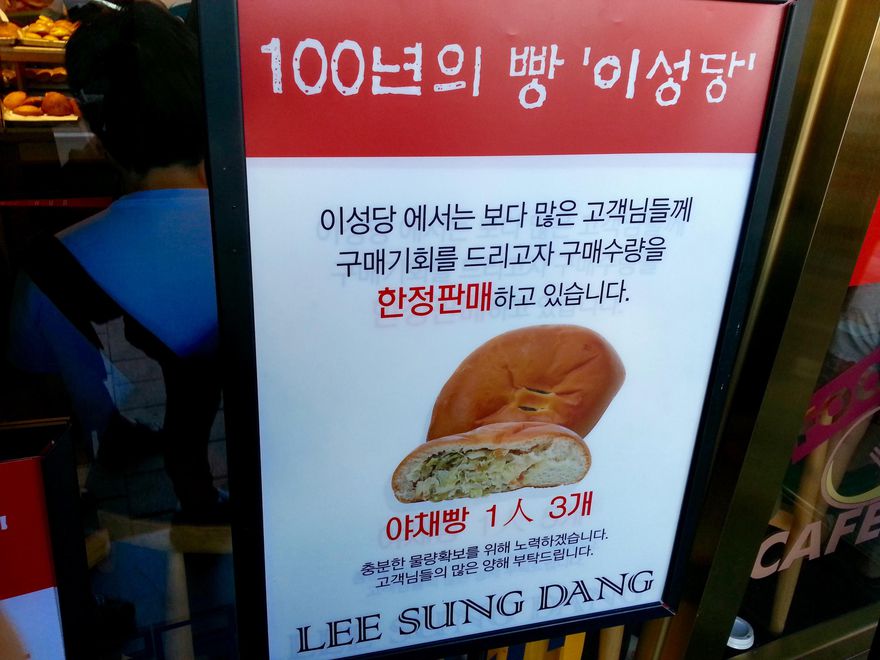 100년의 빵 '이성당'
이성당 에서는 보다 많은 고객님들께
구매기회를 드리고자 구매수량을
한정판매하고 있습니다.
야채빵 1人 3개
충분한 물량확보를 위해 노력하겠습니다.
고객님들의 많은 양해 부탁드립니다.
LEE SUNG DANG
CAFE